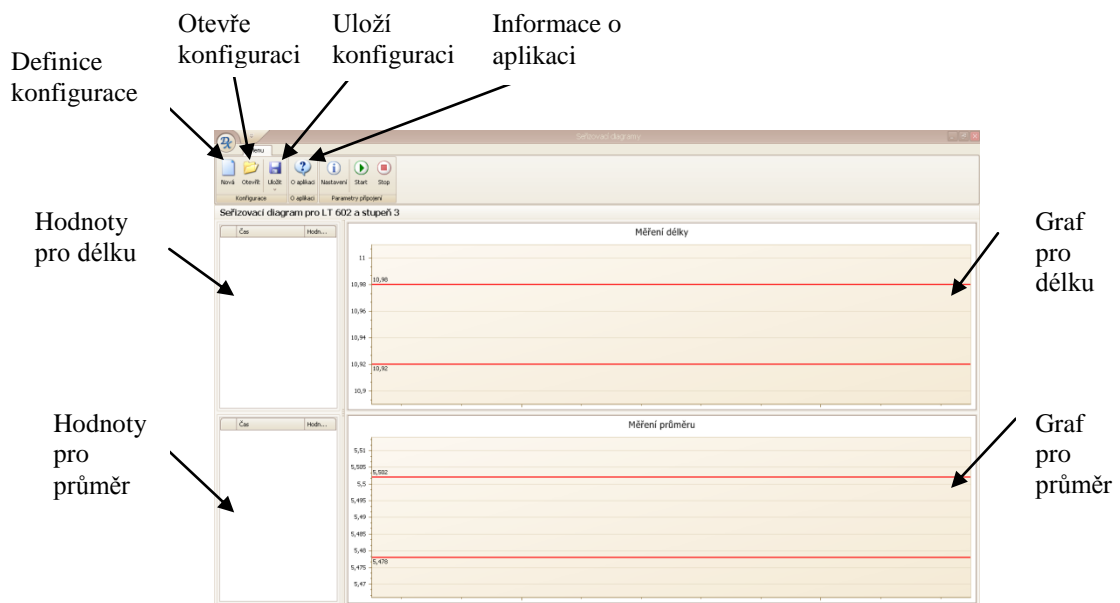 Otevře
konfiguraci
Uloží
konfiguraci
Informace o
aplikaci
Definice
konfigurace
Seřizovací diagramy
Menu
Nová
Otevřít
Uložit
O aplikaci
Nastavení
Start
Stop
Konfigurace
O aplikaci
Parametry připojení
Seřizovací diagram pro LT 602 a stupeň 3
Hodnoty
pro délku
Čas
Hodn...
Měření délky
11
10,98
10,98
10,96
10,94
10,92
10,92
10,9
Graf
pro
délku
Hodnoty
pro
průměr
Čas
Hodn...
Měření průměru
5,51
5,505
5,502
5,5
5,495
5,49
5,485
5,48
5,478
5,475
5,47
Graf
pro
průměr